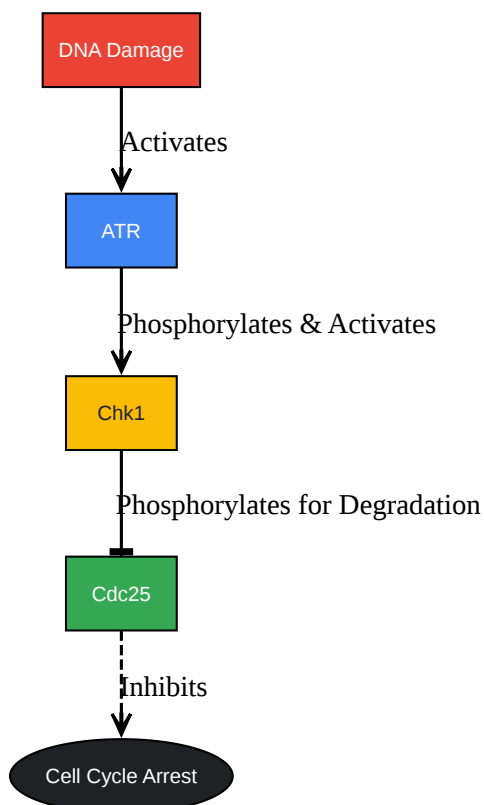 DNA Damage
Activates
ATR
Phosphorylates & Activates
Chk1
Phosphorylates for Degradation
Cdc25
Inhibits
Cell Cycle Arrest